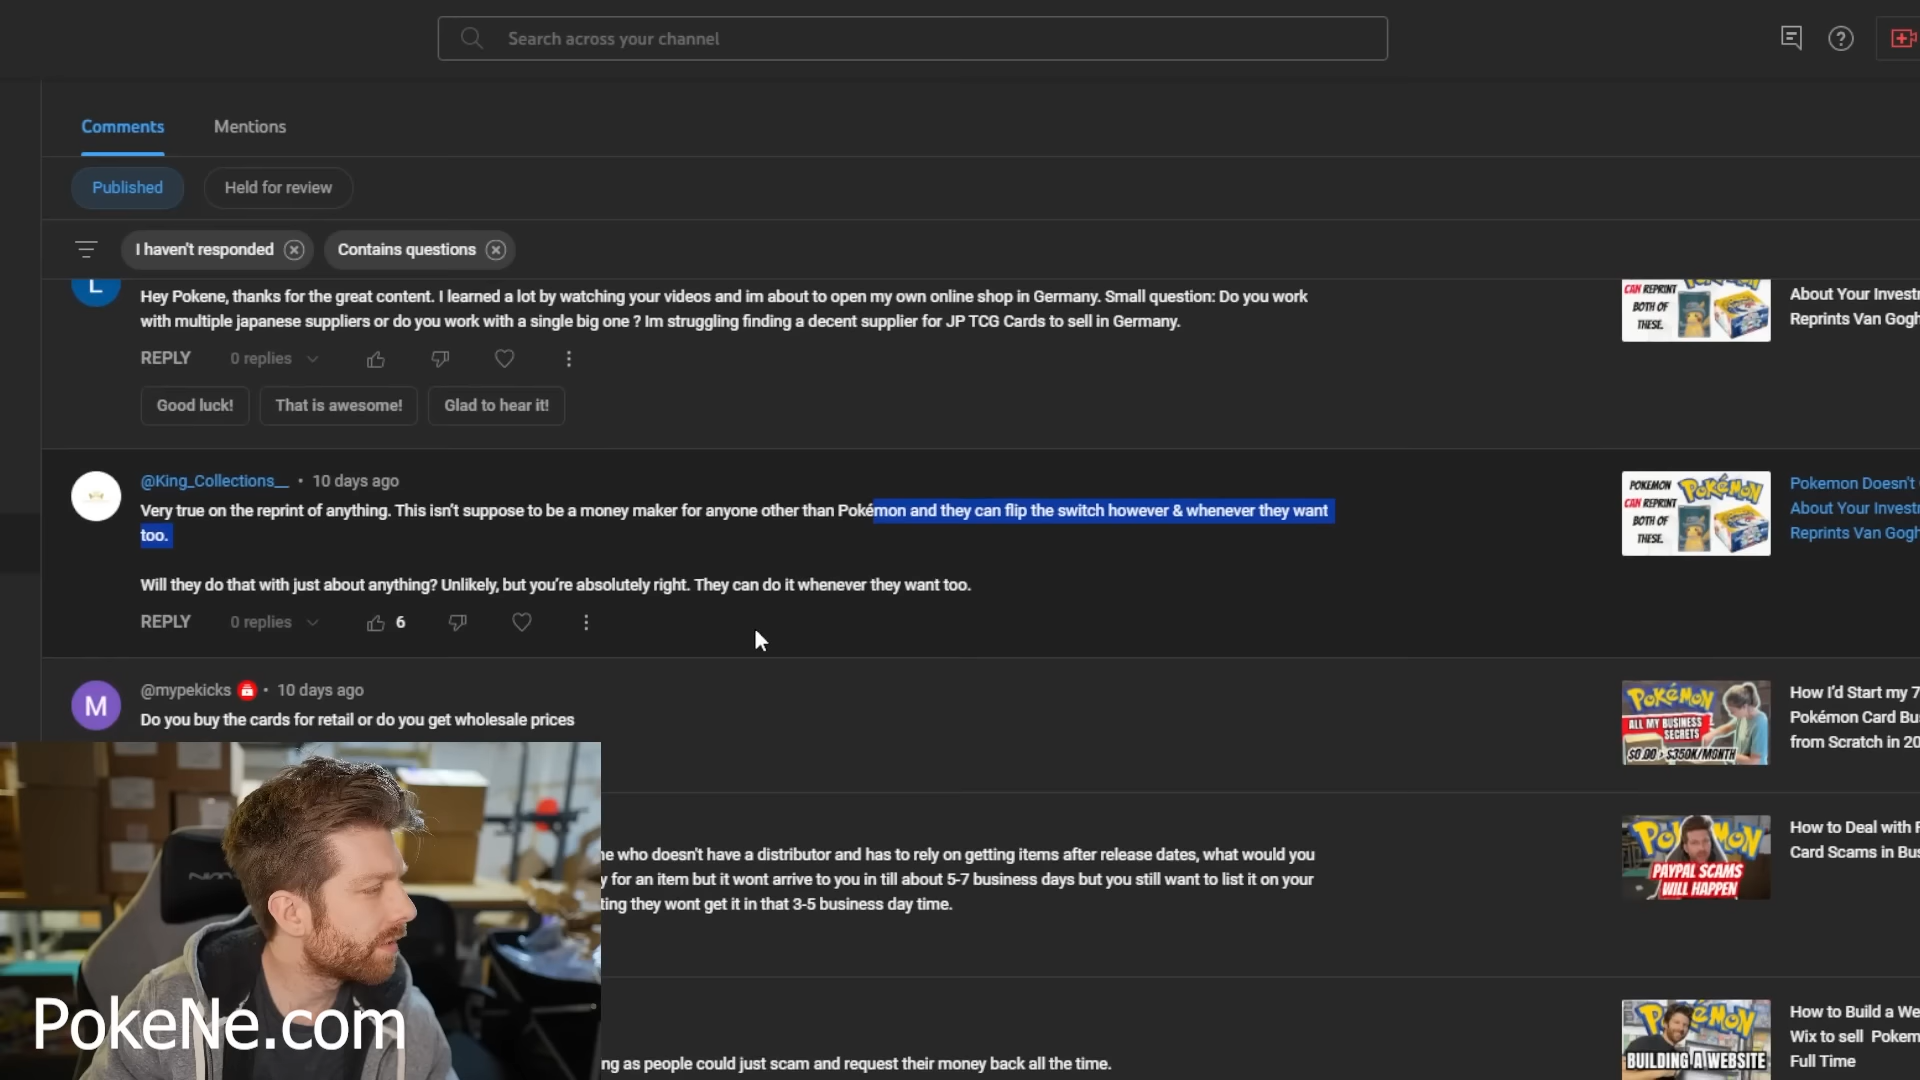 Search across your channel
Comments
Mentions
Published
Held for review
I haven't responded
Contains questions
L
Hey Pokene, thanks for the great content. I learned a lot by watching your videos and im about to open my own online shop in Germany. Small question: Do you work
with multiple japanese suppliers or do you work with a single big one ? Im struggling finding a decent supplier for JP TCG Cards to sell in Germany.
REPLY
0 replies
Good luck!
That is awesome!
Glad to hear it!
CAN REPRINT
BOTH OF
THESE.
About Your
Reprints Van
@King_Collections__ • 10 days ago
Very true on the reprint of anything. This isn't suppose to be a money maker for anyone other than Pokémon and they can flip the switch however & whenever they want
too.
Will they do that with just about anything? Unlikely, but you're absolutely right. They can do it whenever they want too.
REPLY
0 replies
6
POKEMON
POKéMON
CAN REPRINT
BOTH OF
THESE.
Pokemon Doesn't
About Your
Reprints Van
M
@mypekicks • 10 days ago
Do you buy the cards for retail or do you get wholesale prices
POKéMON
ALL MY BUSINESS
SECRETS
$0.00 > $350K/MONTH
How I'd Start my
Pokémon Card
from Scratch in
who doesn't have a distributor and has to rely on getting items after release dates, what would you
for an item but it wont arrive to you in till about 5-7 business days but you still want to list it on your
they wont get it in that 3-5 business day time.
PAYPAL SCAMS
WILL HAPPEN
How to Deal with
Card Scams in
as people could just scam and request their money back all the time.
BUILDING A WEBSITE
How to Build a
Wix to sell
Full Time
PokeNe.com